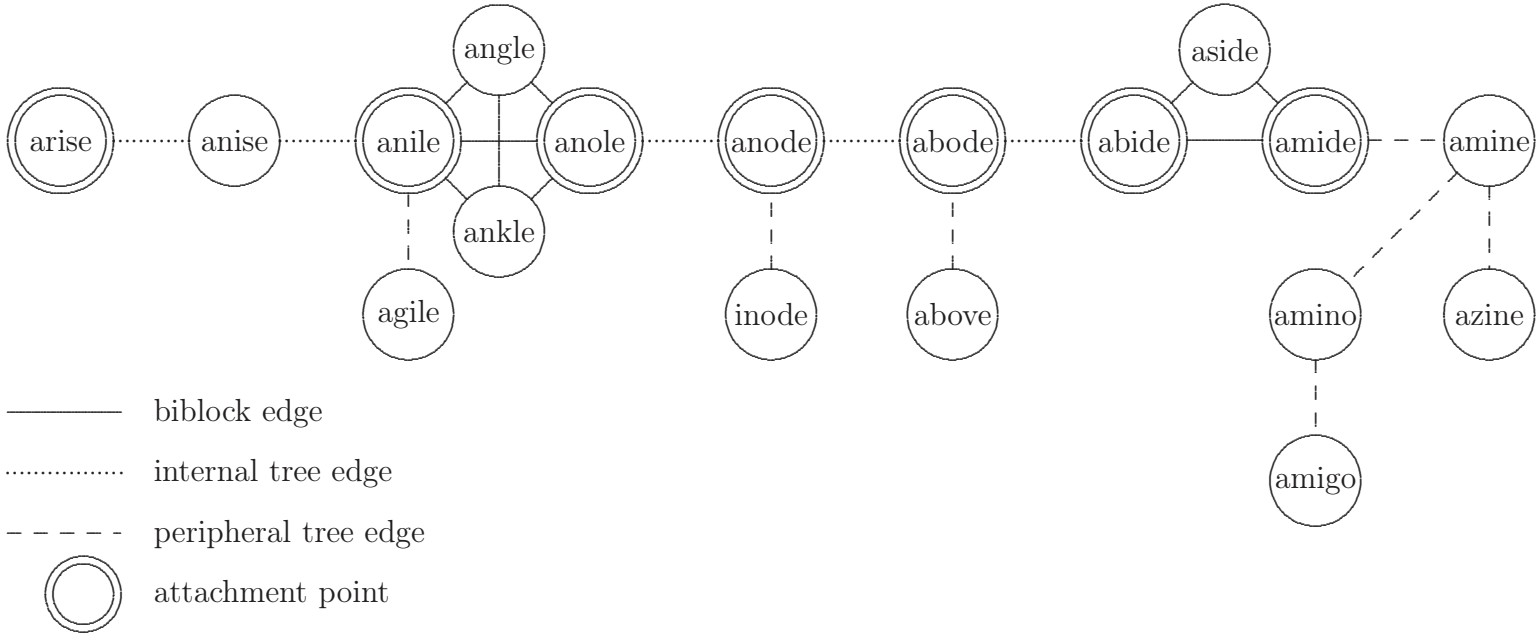 angle
aside
arise anise anile anole anode abode abide amide amine
ankle
agile inode above amino azine
biblock edge
internal tree edge
amigo
peripheral tree edge
attachment point